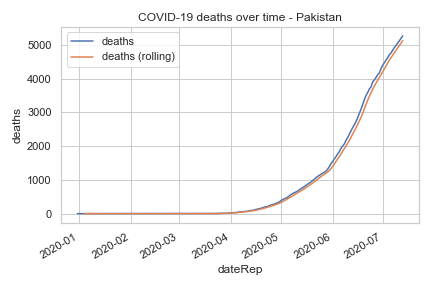 COVID-19 deaths over time - Pakistan
deaths
deaths (rolling)
5000
4000
3000
2000
1000
0
deaths
2020-01
2020-02
2020-03
2020-04
2020-05
2020-06
2020-07
dateRep